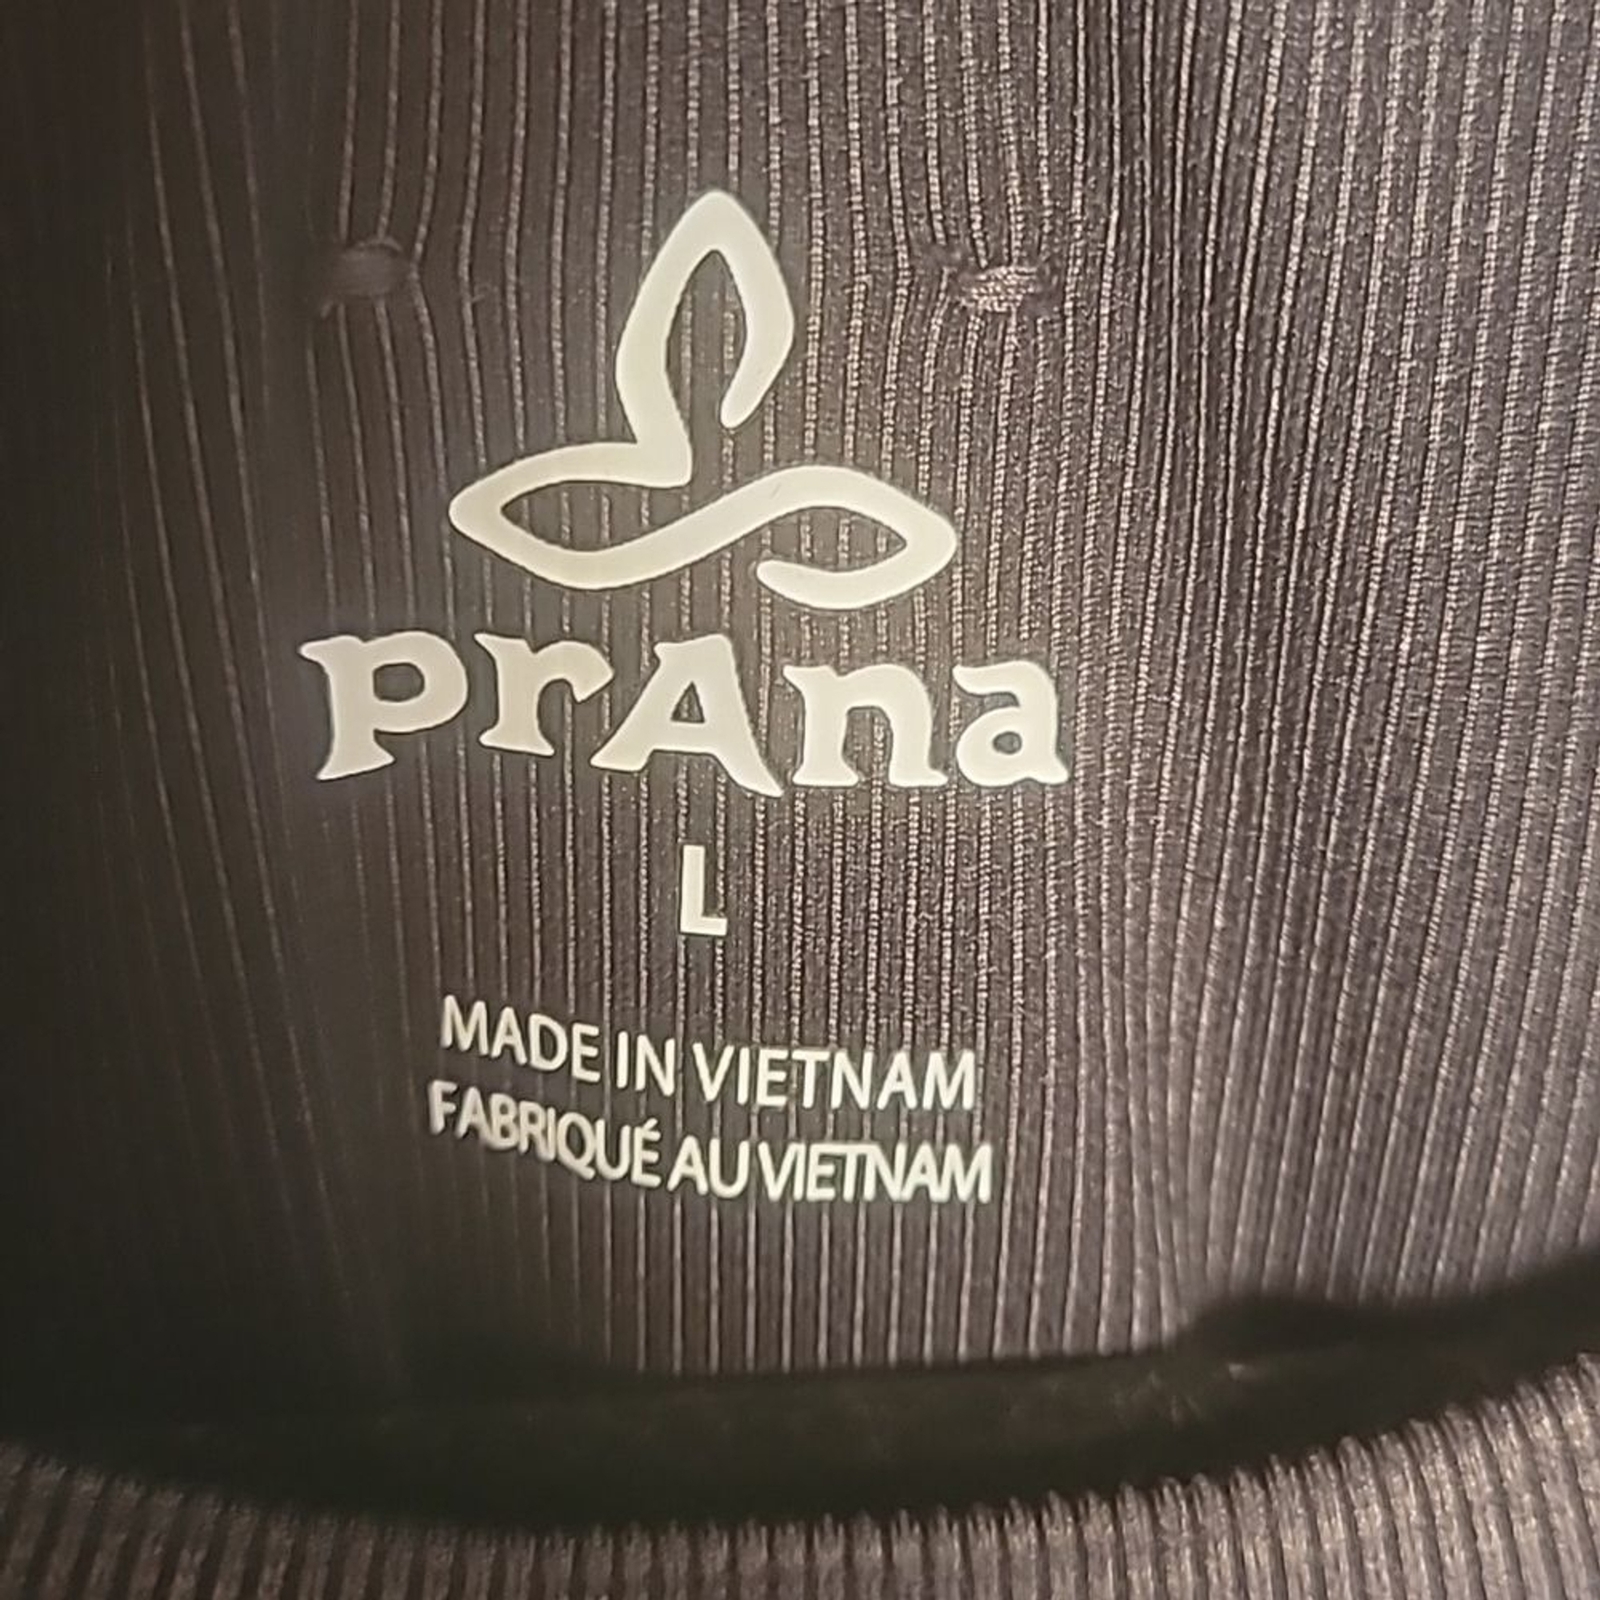 prAna
L
MADE IN VIETNAM
FABRIQUÉ AU VIETNAM